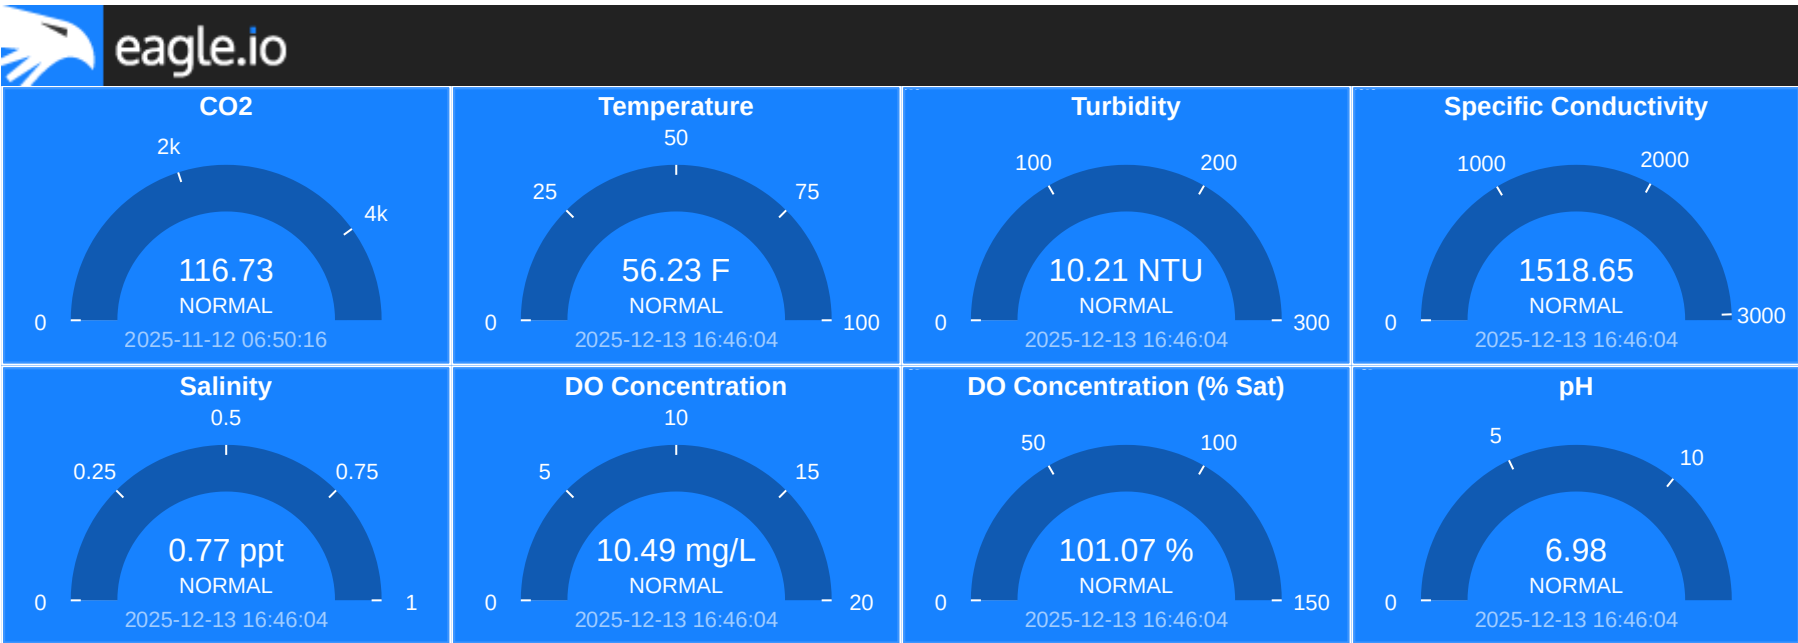 eagle.io
CO2
2k
4k
0
116.73
NORMAL
2025-11-12 06:50:16
Temperature
50
25
75
0
100
56.23 F
NORMAL
2025-12-13 16:46:04
Turbidity
100
200
0
300
10.21 NTU
NORMAL
2025-12-13 16:46:04
Specific Conductivity
1000
2000
0
3000
1518.65
NORMAL
2025-12-13 16:46:04
Salinity
0.5
0.25
0.75
0
1
0.77 ppt
NORMAL
2025-12-13 16:46:04
DO Concentration
10
5
15
0
20
10.49 mg/L
NORMAL
2025-12-13 16:46:04
DO Concentration (% Sat)
50
100
0
150
101.07 %
NORMAL
2025-12-13 16:46:04
pH
5
10
0
6.98
NORMAL
2025-12-13 16:46:04